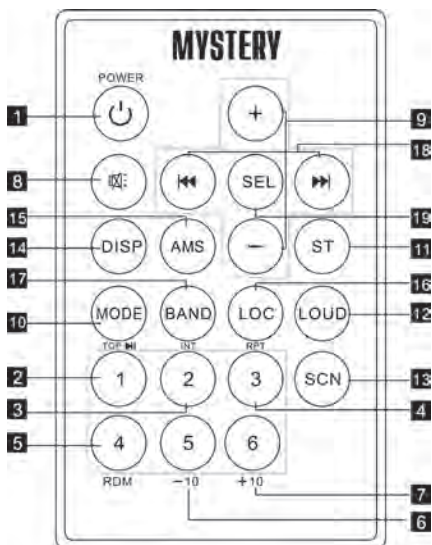 MYSTERY
POWER
1
+
9
18
8
SEL
15
19
14
DISP
AMS
−
ST
11
17
16
10
MODE
BAND
LOC
LOUD
12
TOP
INT
RPT
2
1
2
3
SCN
13
3
4
5
4
5
6
RDM
−10
+10
7
6